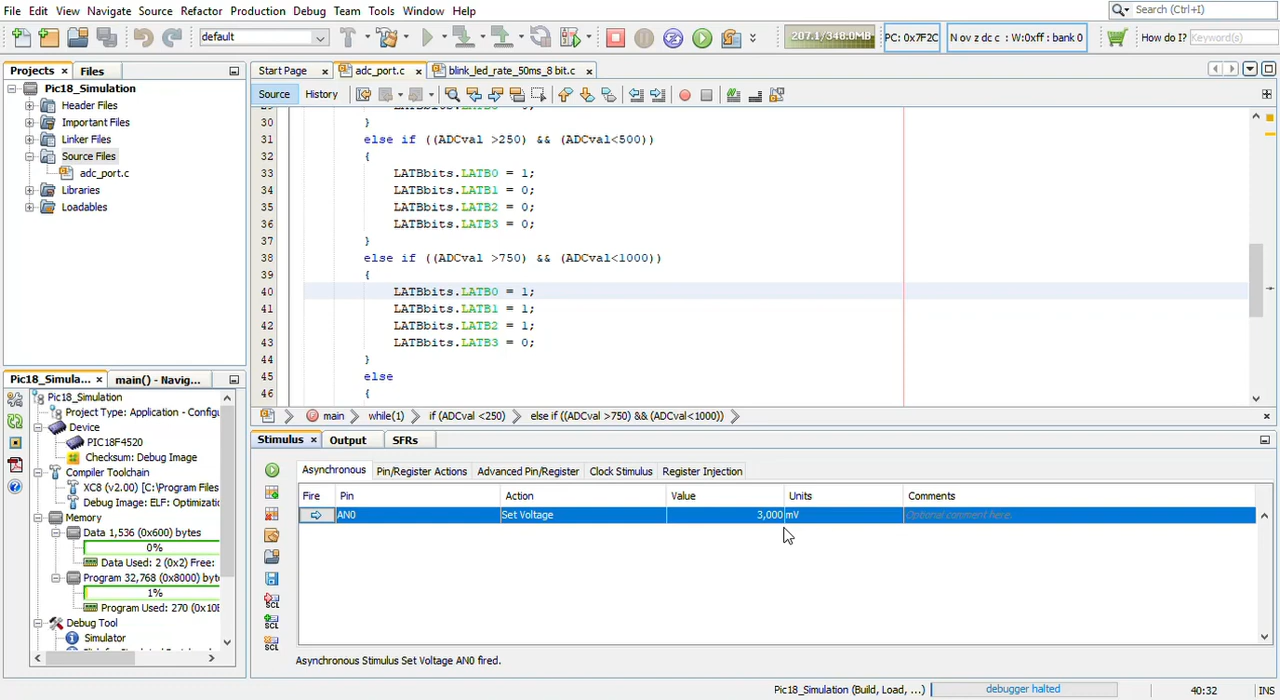 File Edit View Navigate Source Refactor Production Debug Team Tools Window Help
Search (Ctrl+I)
default
207.1/348.0MB
PC: 0x7F2C
N ov z dc c : W:0xff : bank 0
How do I?
Keyword(s)
Projects Files
Start Page adc_port.c blink_led_rate_50ms_8 bit.c
Source History
Pic18_Simulation
Header Files
Important Files
Linker Files
Source Files
adc_port.c
Libraries
Loadables
30 }
31 else if ((ADCval >250) && (ADCval<500))
32 {
33 LATBbits.LATB0 = 1;
34 LATBbits.LATB1 = 0;
35 LATBbits.LATB2 = 0;
36 LATBbits.LATB3 = 0;
37 }
38 else if ((ADCval >750) && (ADCval<1000))
39 {
40 LATBbits.LATB0 = 1;
41 LATBbits.LATB1 = 1;
42 LATBbits.LATB2 = 1;
43 LATBbits.LATB3 = 0;
44 }
45 else
46 {
main while(1) if (ADCval <250) else if ((ADCval >750) && (ADCval<1000))
Pic18_Simula... main() - Navig...
Pic18_Simulation
Project Type: Application - Configu
Device
PIC18F4520
Checksum: Debug Image
Compiler Toolchain
XC8 (v2.00) [C:\Program Files
Debug Image: ELF: Optimizatio
Memory
Data 1,536 (0x600) bytes
0%
Data Used: 2 (0x2) Free:
Program 32,768 (0x8000) byt
1%
Program Used: 270 (0x10E
Debug Tool
Simulator
Stimulus Output SFRs
Asynchronous Pin/Register Actions Advanced Pin/Register Clock Stimulus Register Injection
Fire Pin Action Value Units Comments
AN0 Set Voltage 3,000 mV Optional comment here.
SCL
SCL
SCL
Asynchronous Stimulus Set Voltage AN0 fired.
Pic18_Simulation (Build, Load, ...) debugger halted 40:32 INS